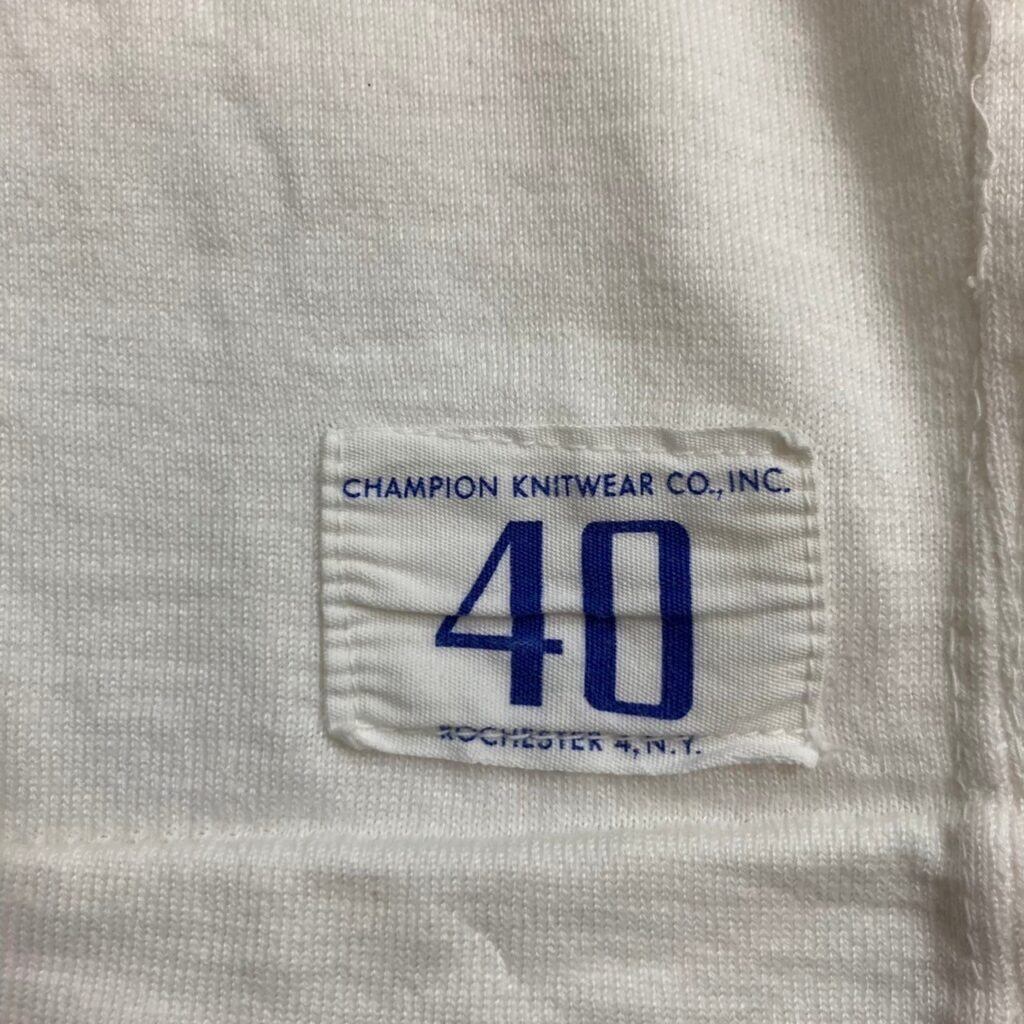 CHAMPION KNITWEAR CO., INC.
40
ROCHESTER 4, N.Y.